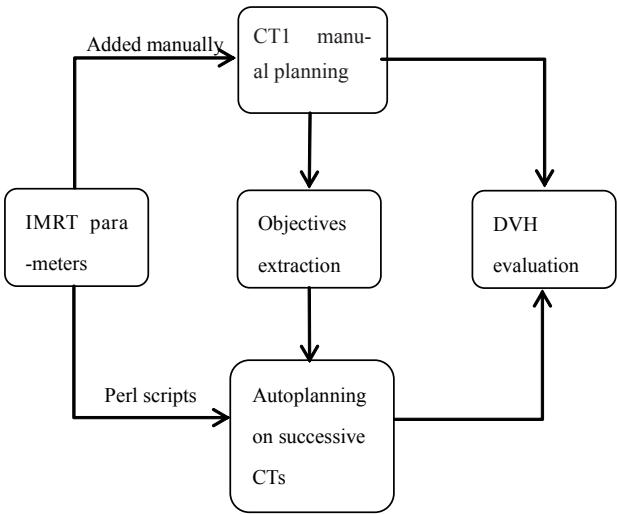 Added manually
CT1 manu-
al planning
IMRT para
-meters
Objectives
extraction
DVH
evaluation
Perl scripts
Autoplanning
on successive
CTs